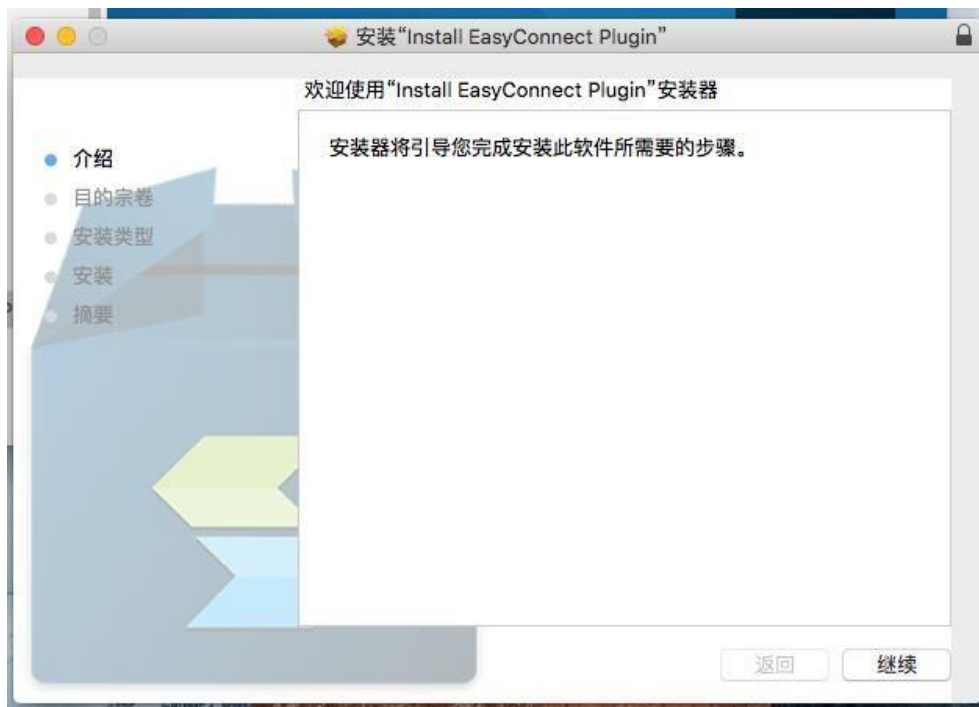 安装“Install EasyConnect Plugin”
欢迎使用“Install EasyConnect Plugin”安装器
介绍
目的宗卷
安装类型
安装
摘要
安装器将引导您完成安装此软件所需要的步骤。
返回
继续